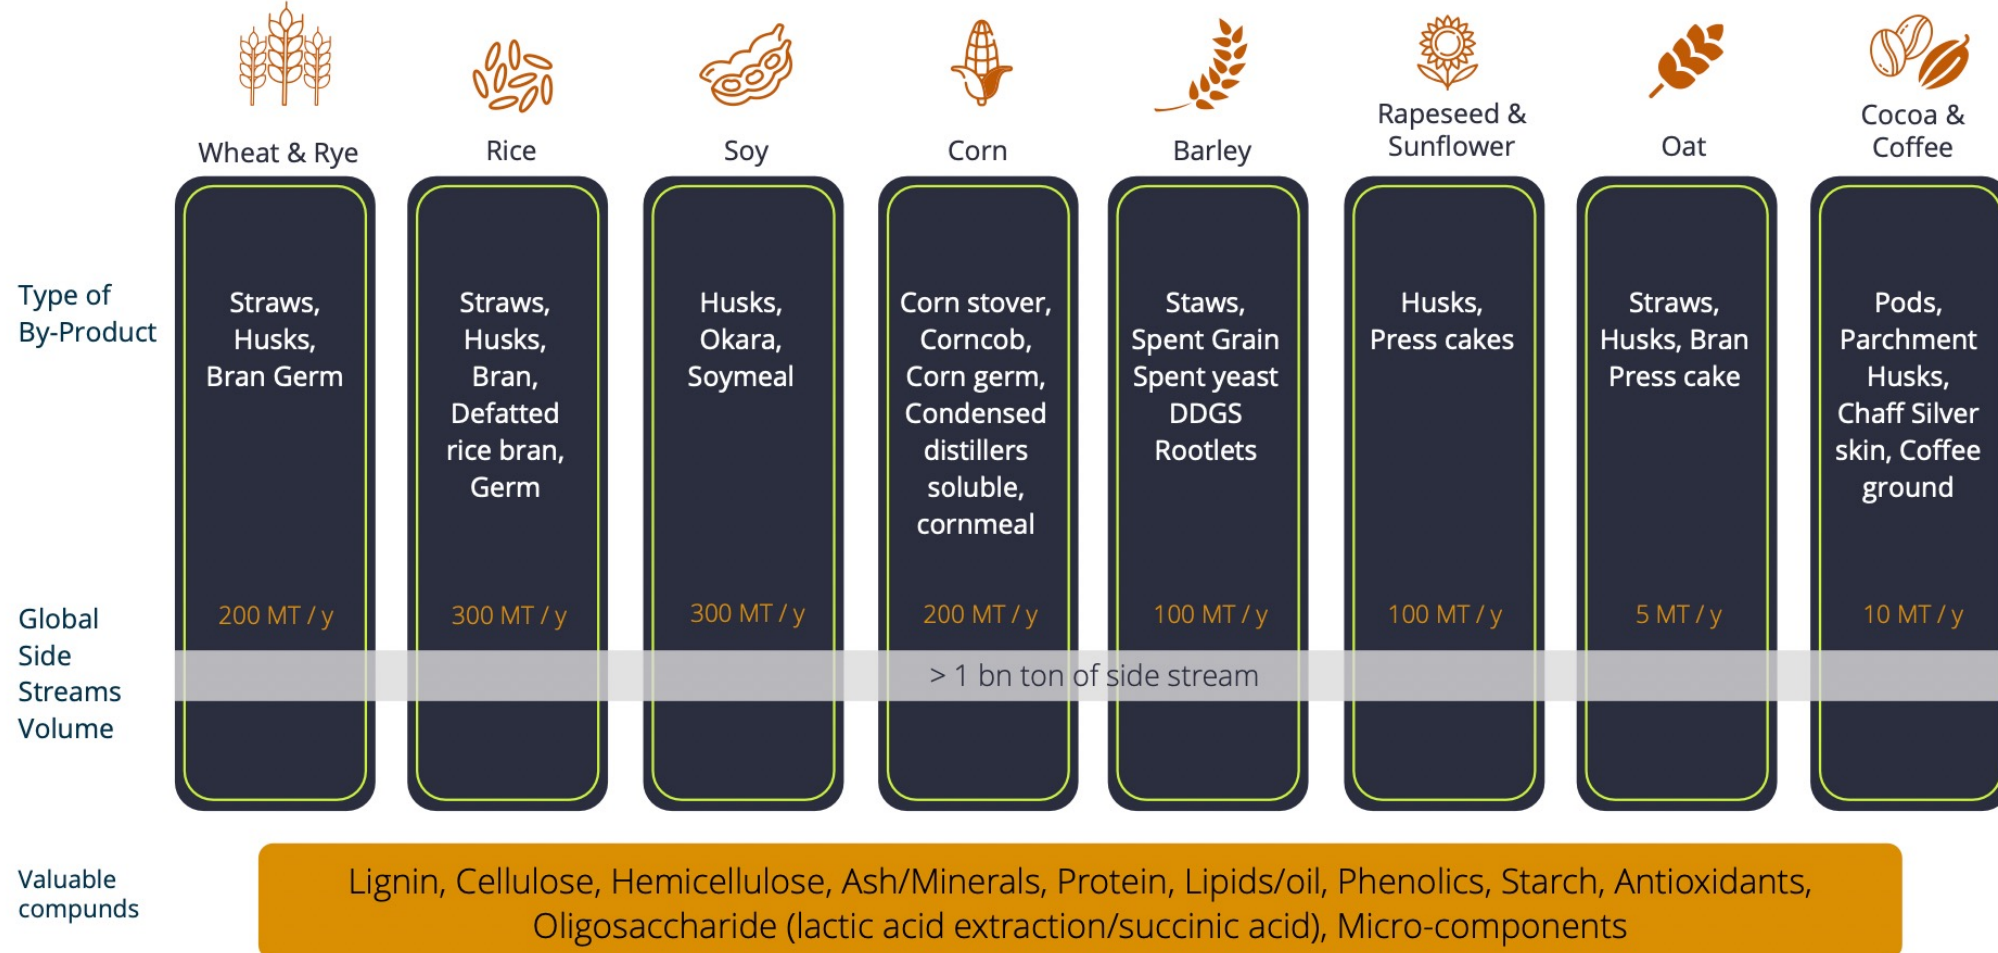 Wheat & Rye
Rice
Soy
Corn
Barley
Rapeseed &
Sunflower
Oat
Cocoa &
Coffee
Type of
By-Product
Straws,
Husks,
Bran Germ
Straws,
Husks,
Bran,
Defatted
rice bran,
Germ
Husks,
Okara,
Soymeal
Corn stover,
Corncob,
Corn germ,
Condensed
distillers
soluble,
cornmeal
Staws,
Spent Grain
Spent yeast
DDGS
Rootlets
Husks,
Press cakes
Straws,
Husks, Bran
Press cake
Pods,
Parchment
Husks,
Chaff Silver
skin, Coffee
ground
Global
Side
Streams
Volume
200 MT / y
300 MT / y
300 MT / y
200 MT / y
100 MT / y
100 MT / y
5 MT / y
10 MT / y
> 1 bn ton of side stream
Valuable
compunds
Lignin, Cellulose, Hemicellulose, Ash/Minerals, Protein, Lipids/oil, Phenolics, Starch, Antioxidants,
Oligosaccharide (lactic acid extraction/succinic acid), Micro-components